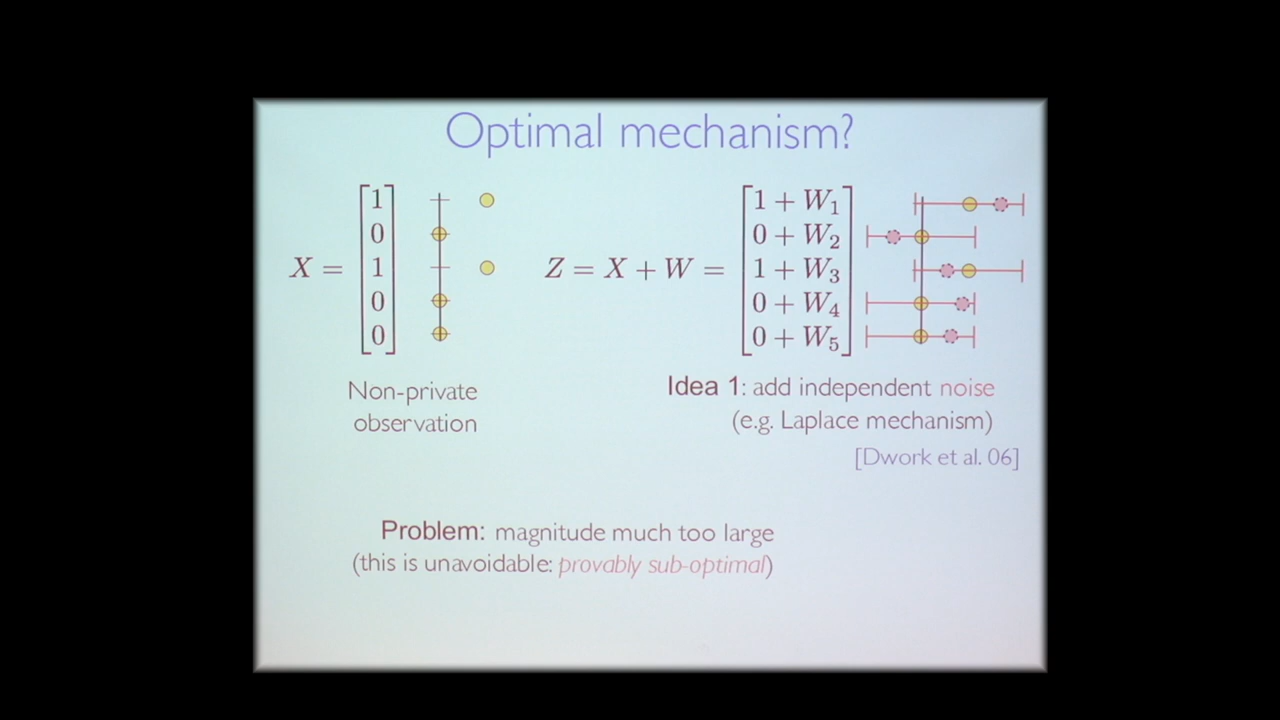 Optimal mechanism?
X = [1 0 1 0 0]
Z = X + W = [1 + W₁
0 + W₂
1 + W₃
0 + W₄
0 + W₅]
Non-private
observation
Idea 1: add independent noise
(e.g. Laplace mechanism)
[Dwork et al. 06]
Problem: magnitude much too large
(this is unavoidable: provably sub-optimal)